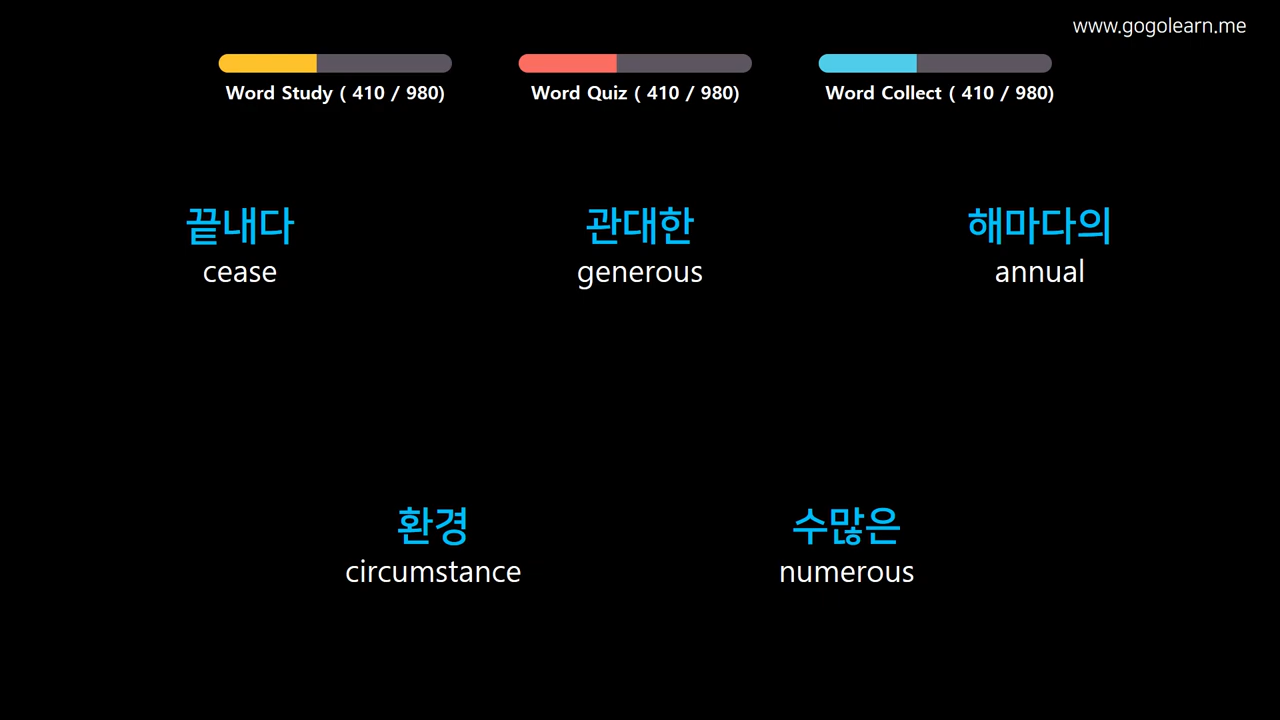 www.gogolearn.me
Word Study ( 410 / 980)
Word Quiz ( 410 / 980)
Word Collect ( 410 / 980)
끝내다
cease
관대한
generous
해마다의
annual
환경
circumstance
수많은
numerous